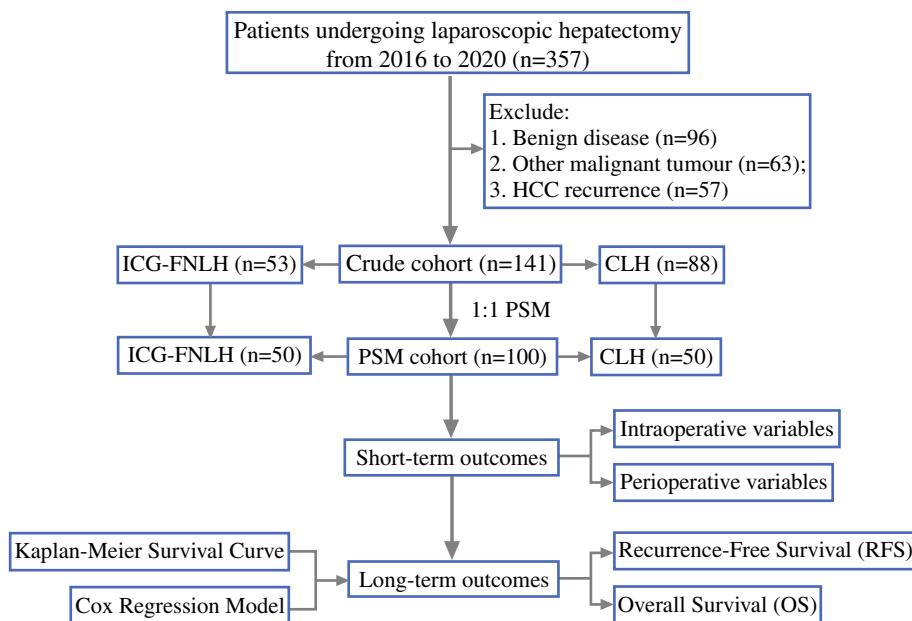 Patients undergoing laparoscopic hepatectomy
from 2016 to 2020 (n=357)
Exclude:
1. Benign disease (n=96)
2. Other malignant tumour (n=63);
3. HCC recurrence (n=57)
ICG-FNLH (n=53)
Crude cohort (n=141)
CLH (n=88)
1:1 PSM
ICG-FNLH (n=50)
PSM cohort (n=100)
CLH (n=50)
Intraoperative variables
Short-term outcomes
Perioperative variables
Kaplan-Meier Survival Curve
Recurrence-Free Survival (RFS)
Long-term outcomes
Cox Regression Model
Overall Survival (OS)